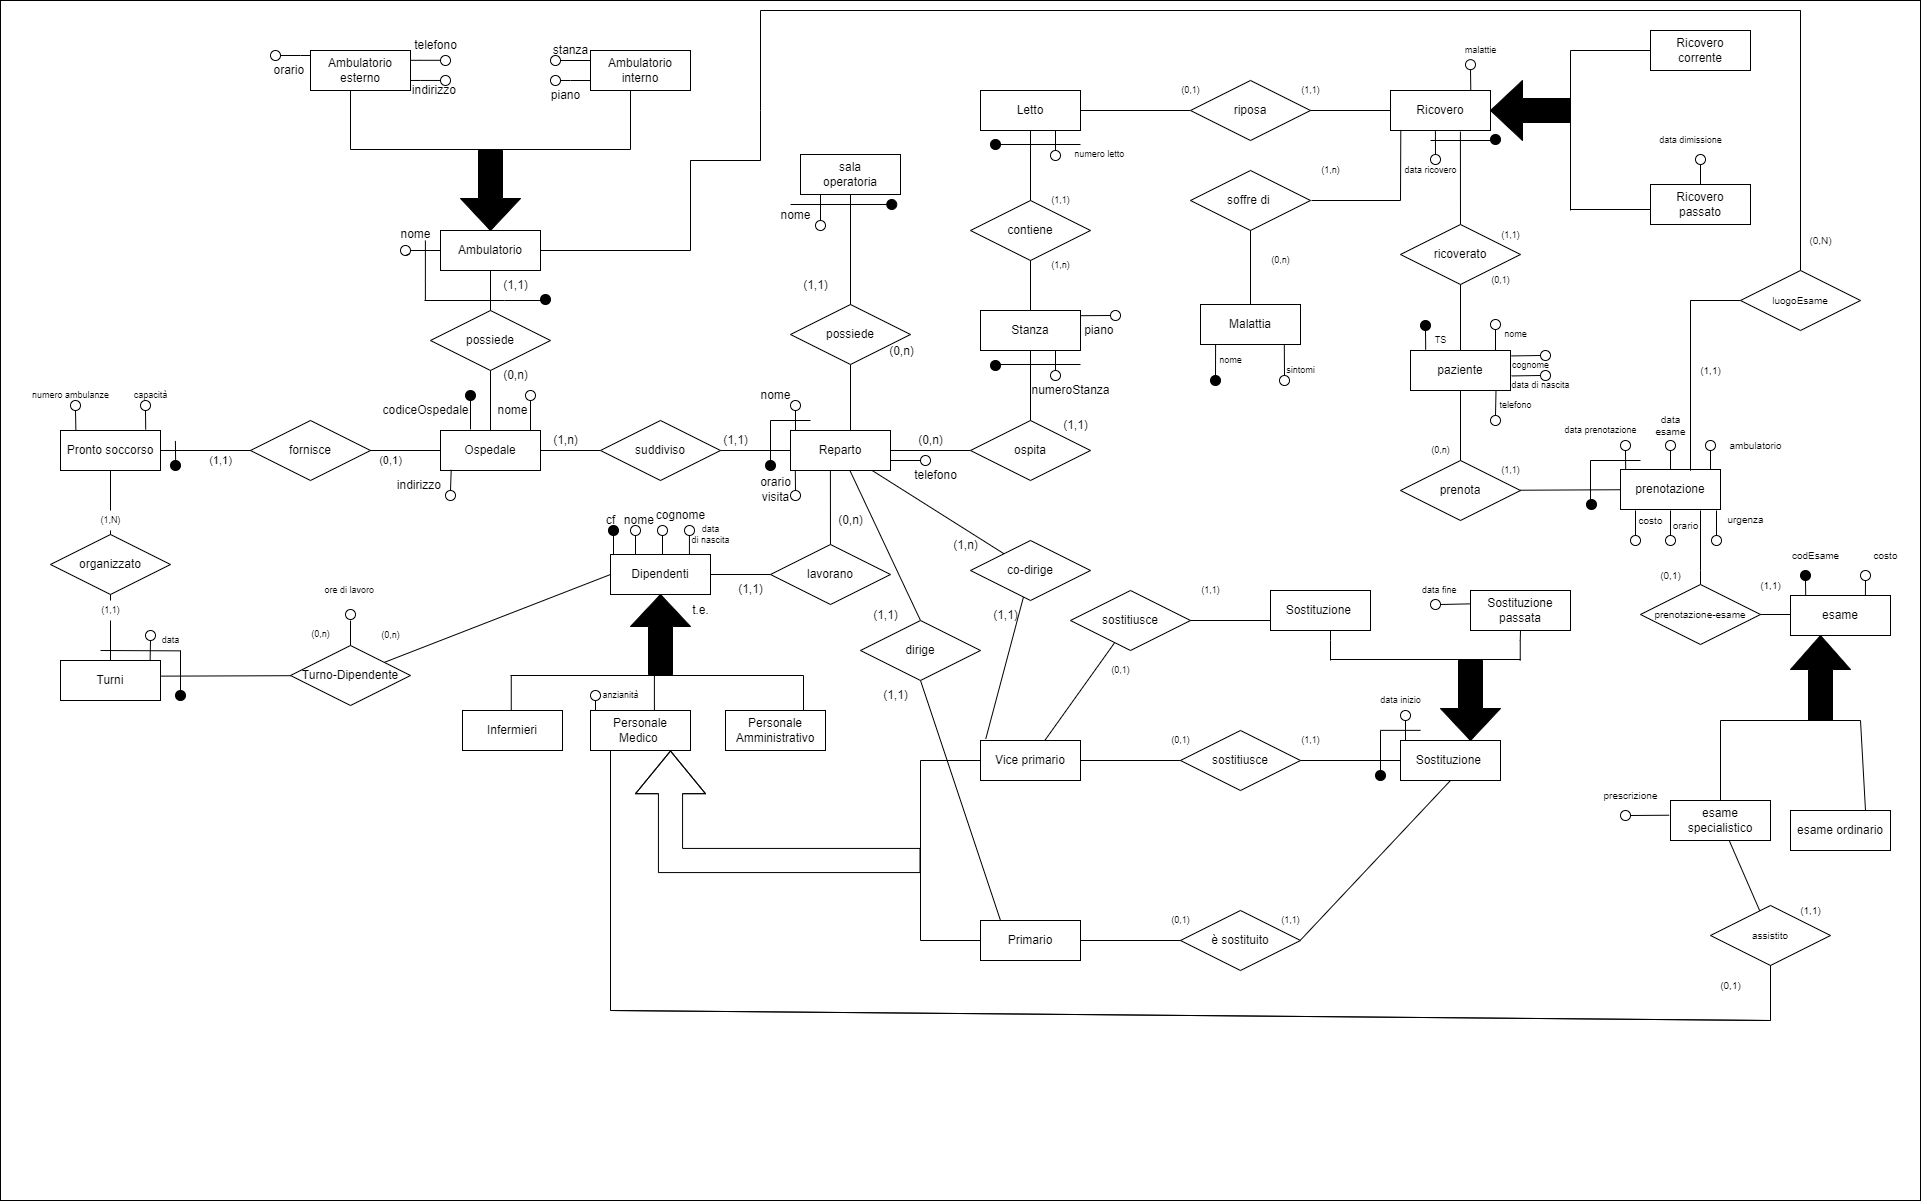 telefono
orario
Ambulatorio
esterno
indirizzo
stanza
piano
Ambulatorio
interno
nome
Ambulatorio
(1,1)
possiede
(0,n)
sala
operatoria
nome
(1,1)
possiede
(0,n)
Letto
numero letto
(0,1)
riposa
(1,1)
malattie
Ricovero
data ricovero
Ricovero
corrente
data dimissione
Ricovero
passato
(1,1)
contiene
(1,n)
soffre di
(1,n)
(0,n)
Malattia
nome
sintomi
(1,1)
ricoverato
(0,1)
(0,N)
luogoEsame
(1,1)
Stanza
piano
numeroStanza
(1,1)
ospita
(0,n)
TS
nome
paziente
cognome
data di nascita
telefono
(0,n)
prenota
(1,1)
numero ambulanze
capacità
Pronto soccorso
(1,1)
fornisce
(0,1)
codiceOspedale
nome
Ospedale
indirizzo
(1,n)
suddiviso
(1,1)
nome
Reparto
orario
visita
telefono
data prenotazione
data
esame
ambulatorio
prenotazione
costo
orario
urgenza
(1,N)
organizzato
(1,1)
data
Turni
ore di lavoro
(0,n)
(0,n)
Turno-Dipendente
cf
nome
cognome
data
di nascita
Dipendenti
t.e.
(1,1)
lavorano
(0,n)
(1,n)
co-dirige
(1,1)
(1,1)
dirige
(1,1)
sostitiusce
(1,1)
(0,1)
Sostituzione
data fine
Sostituzione
passata
(0,1)
prenotazione-esame
(1,1)
codEsame
costo
esame
Infermieri
anzianità
Personale
Medico
Personale
Amministrativo
Vice primario
(0,1)
sostitiusce
(1,1)
data inizio
Sostituzione
prescrizione
esame
specialistico
esame ordinario
Primario
(0,1)
è sostituito
(1,1)
(1,1)
assistito
(0,1)